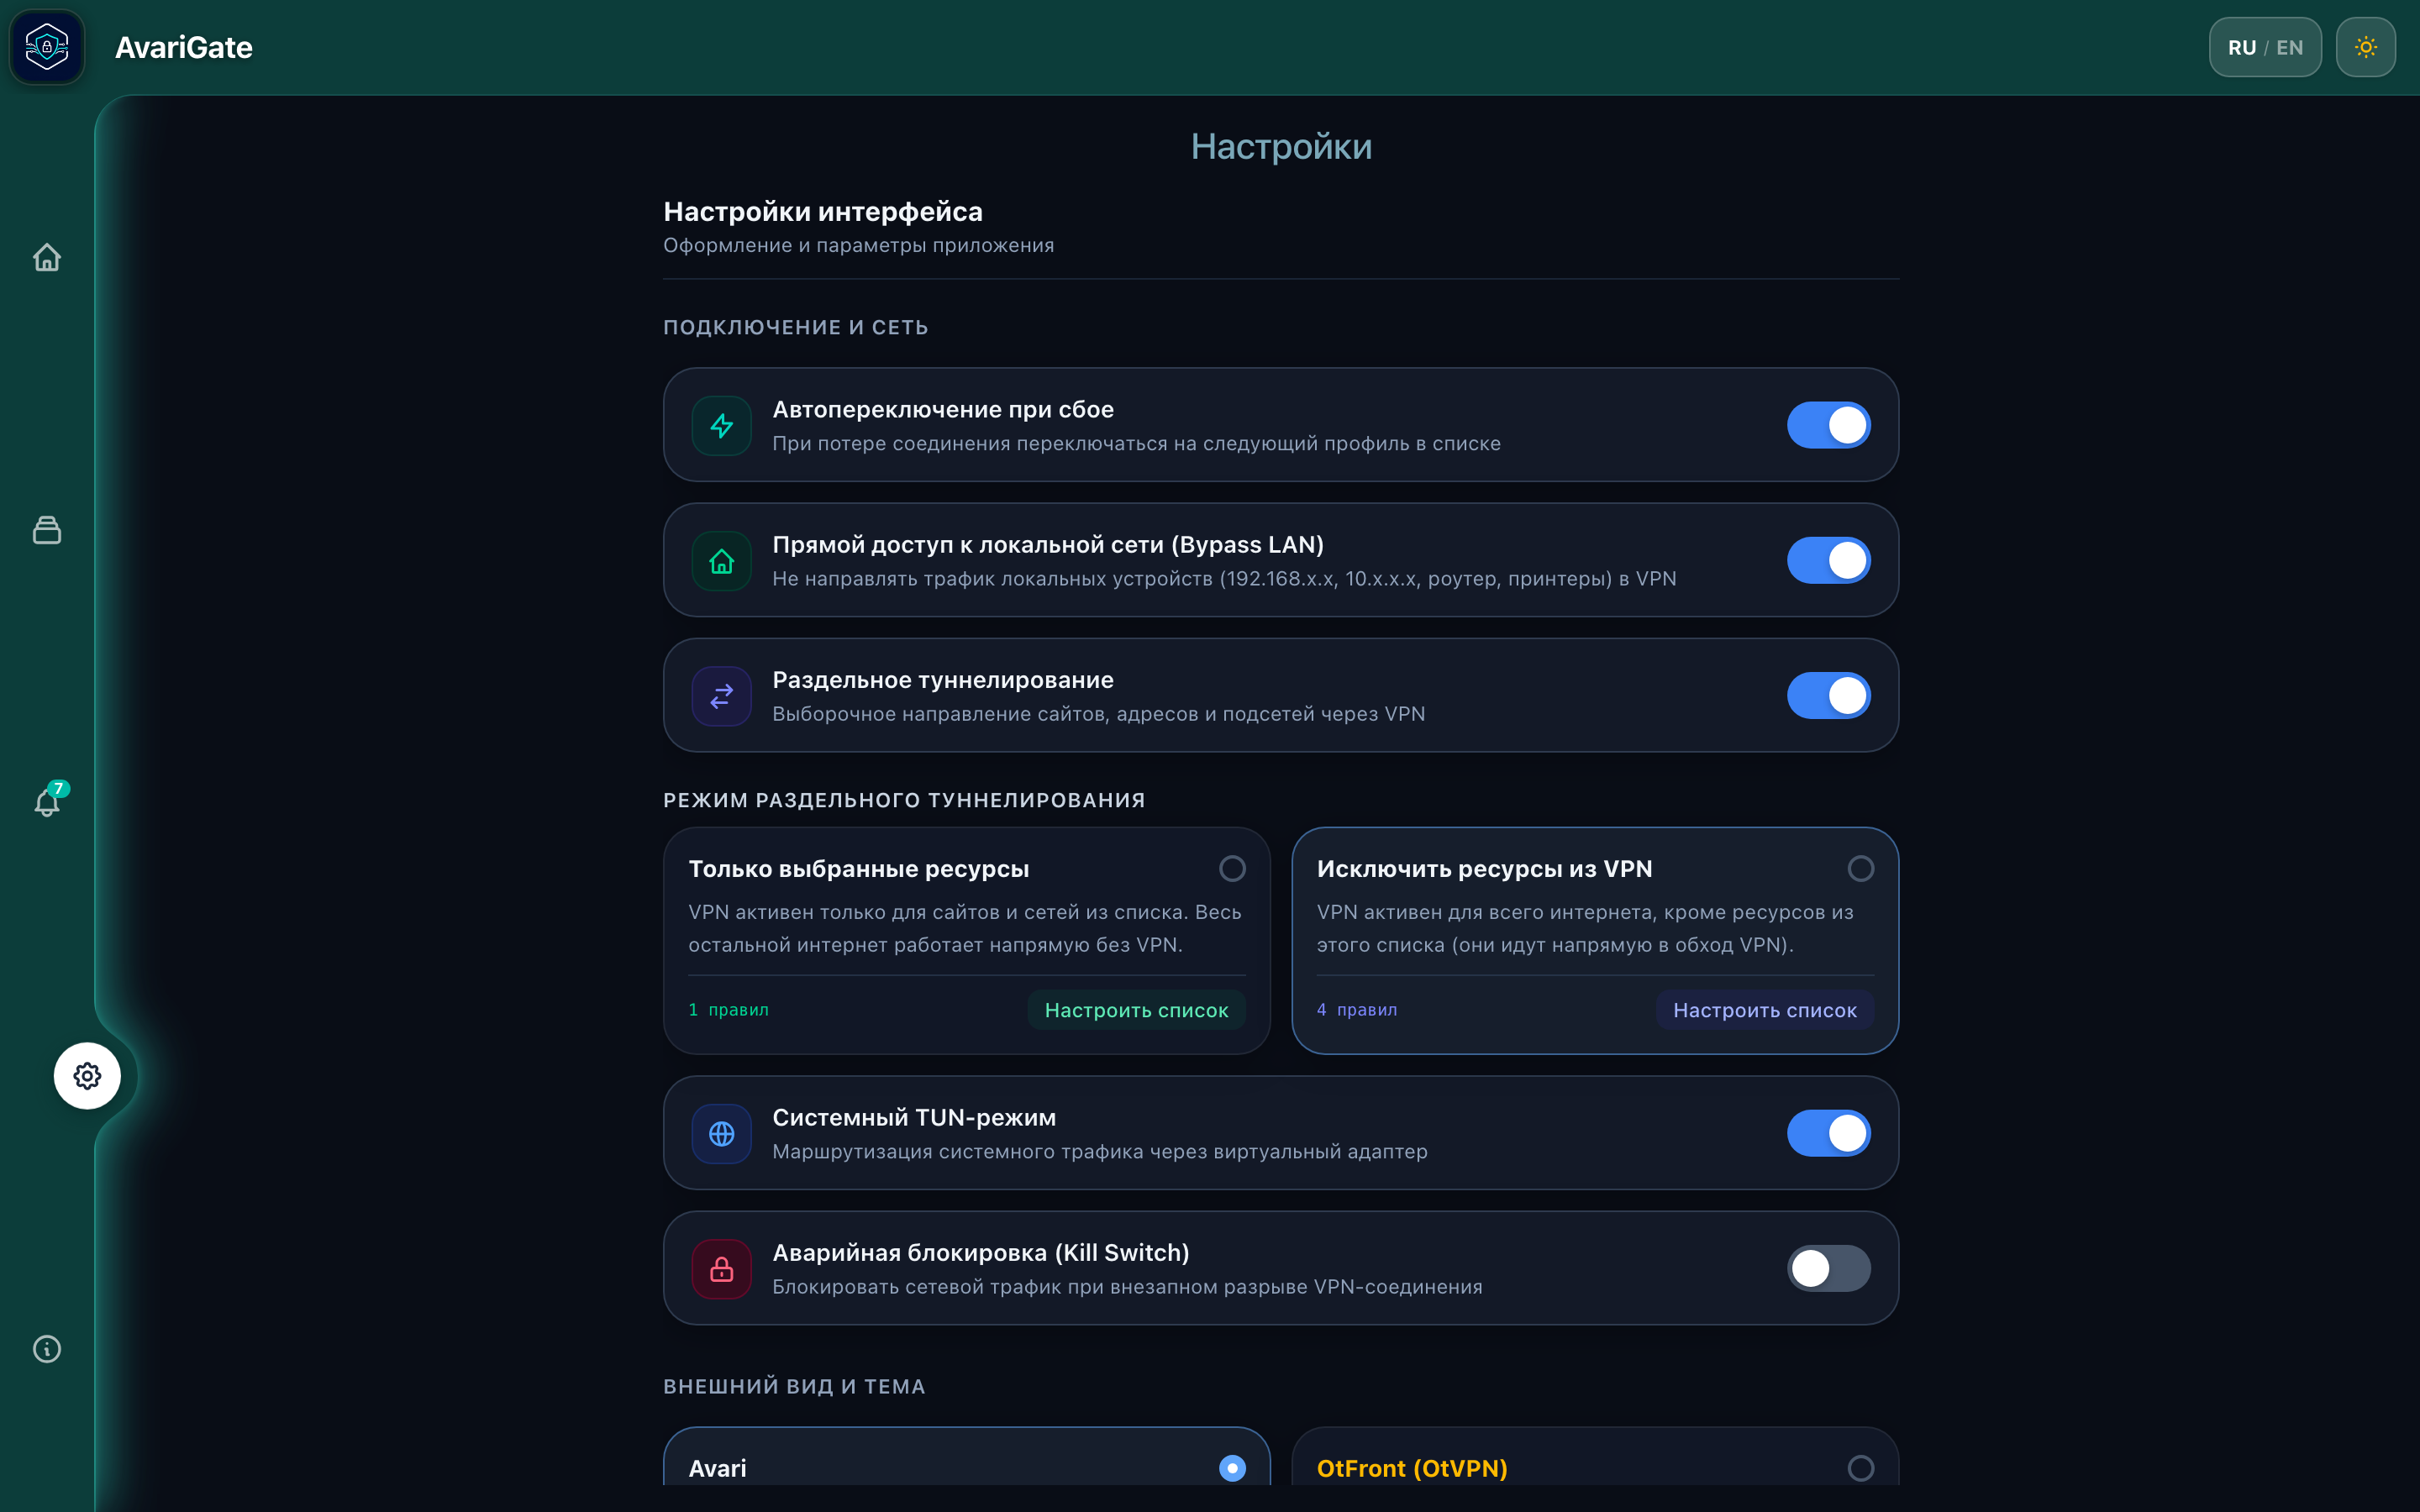 AvariGate
RU / EN
Настройки
Настройки интерфейса
Оформление и параметры приложения
ПОДКЛЮЧЕНИЕ И СЕТЬ
Автопереключение при сбое
При потере соединения переключаться на следующий профиль в списке
Прямой доступ к локальной сети (Bypass LAN)
Не направлять трафик локальных устройств (192.168.x.x, 10.x.x.x, роутер, принтеры) в VPN
Раздельное туннелирование
Выборочное направление сайтов, адресов и подсетей через VPN
7
РЕЖИМ РАЗДЕЛЬНОГО ТУННЕЛИРОВАНИЯ
Только выбранные ресурсы
VPN активен только для сайтов и сетей из списка. Весь
остальной интернет работает напрямую без VPN.
1 правил
Настроить список
Исключить ресурсы из VPN
VPN активен для всего интернета, кроме ресурсов из
этого списка (они идут напрямую в обход VPN).
4 правил
Настроить список
Системный TUN-режим
Маршрутизация системного трафика через виртуальный адаптер
Аварийная блокировка (Kill Switch)
Блокировать сетевой трафик при внезапном разрыве VPN-соединения
ВНЕШНИЙ ВИД И ТЕМА
Avari
OtFront (OtVPN)